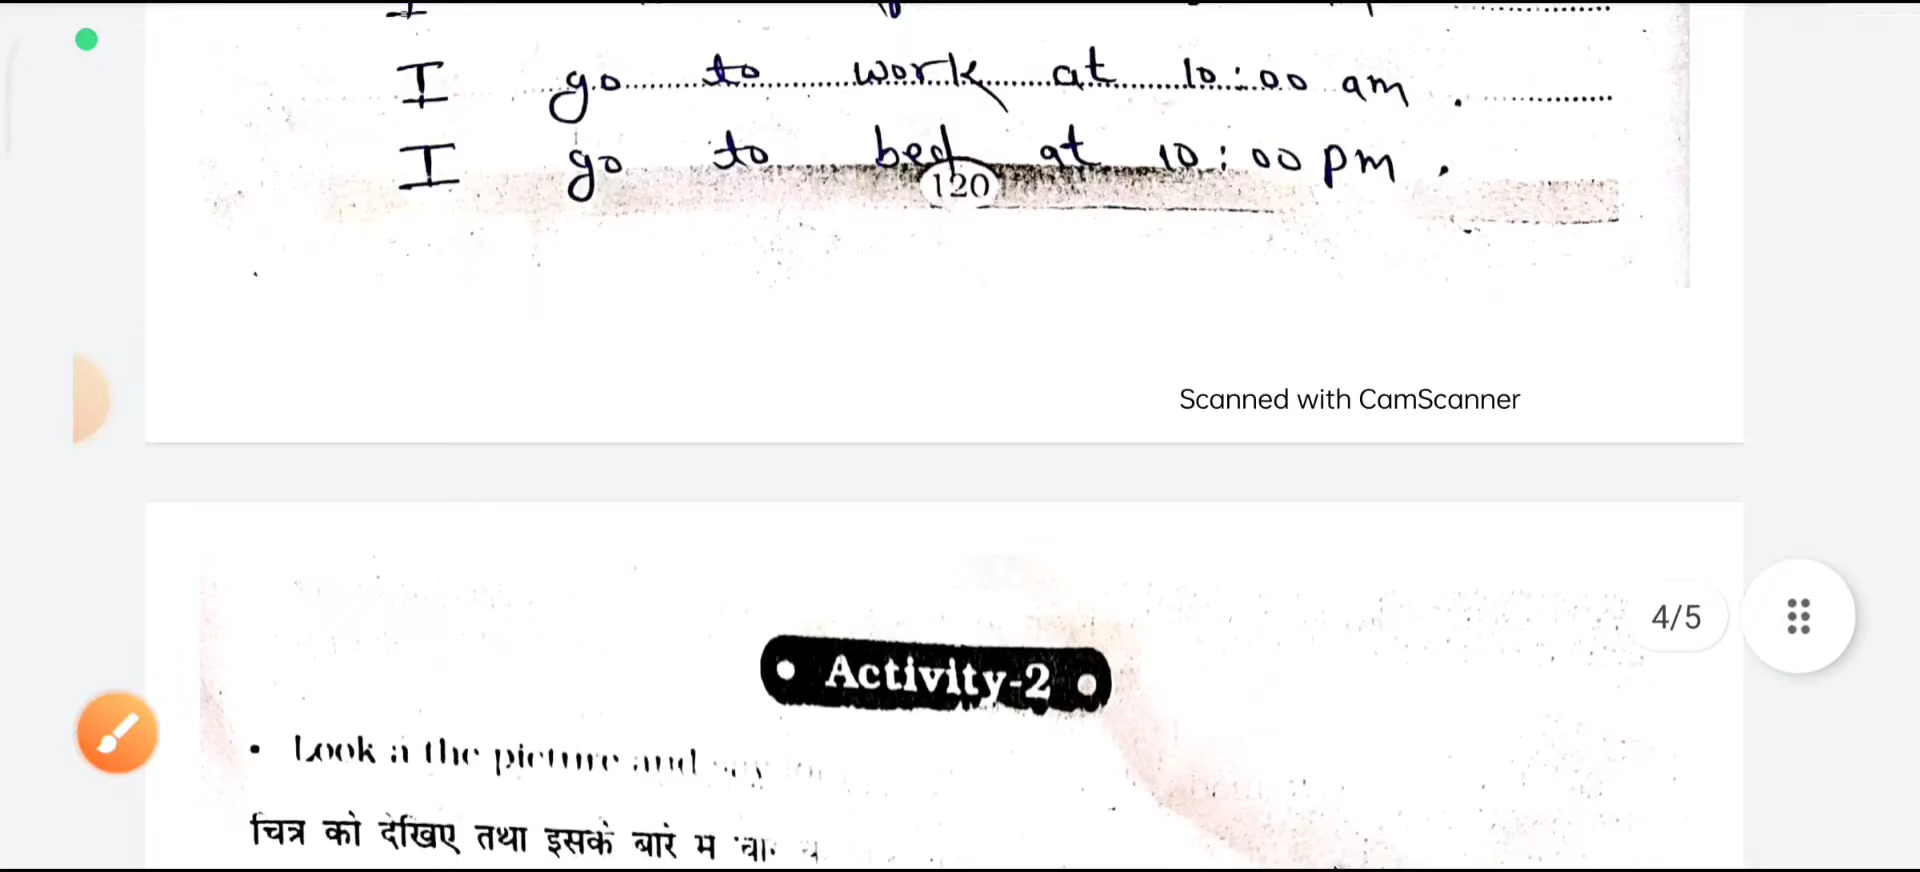 I go to work at 10:00 am.
I go to bed at 10:00 pm.
120
Scanned with CamScanner
4/5
• Activity-2 •
• Look the picture and
चित्र को देखिए तथा इसके बारे